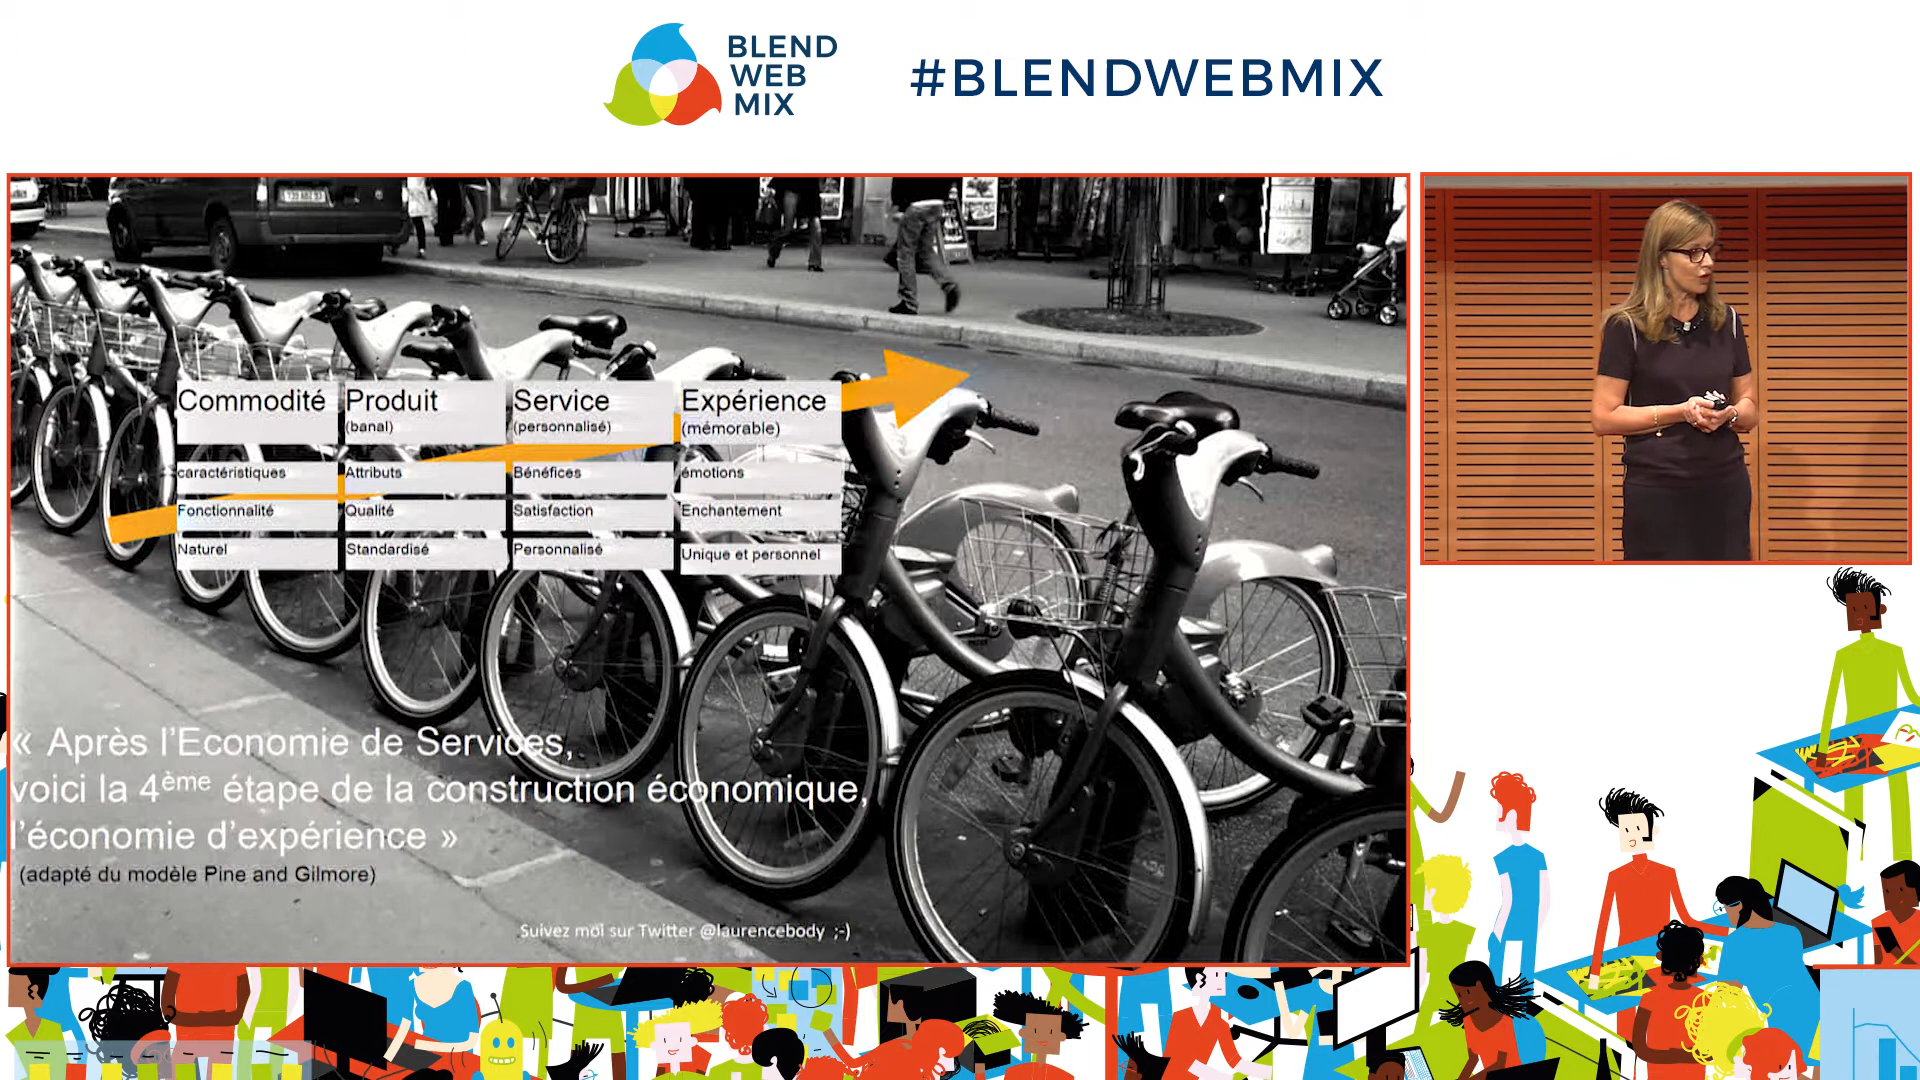 BLEND
WEB
MIX
#BLENDWEBMIX
Commodité Produit Service Expérience
(banal) (personnalisé) (mémorable)
caractéristiques Attributs Bénéfices émotions
Fonctionnalité Qualité Satisfaction Enchantement
Naturel Standardisé Personnalisé Unique et personnel
« Après l’Economie de Services,
voici la 4ème étape de la construction économique,
l’économie d’expérience »
(adapté du modèle Pine and Gilmore)
Suivez moi sur Twitter @laurencebody ;-)